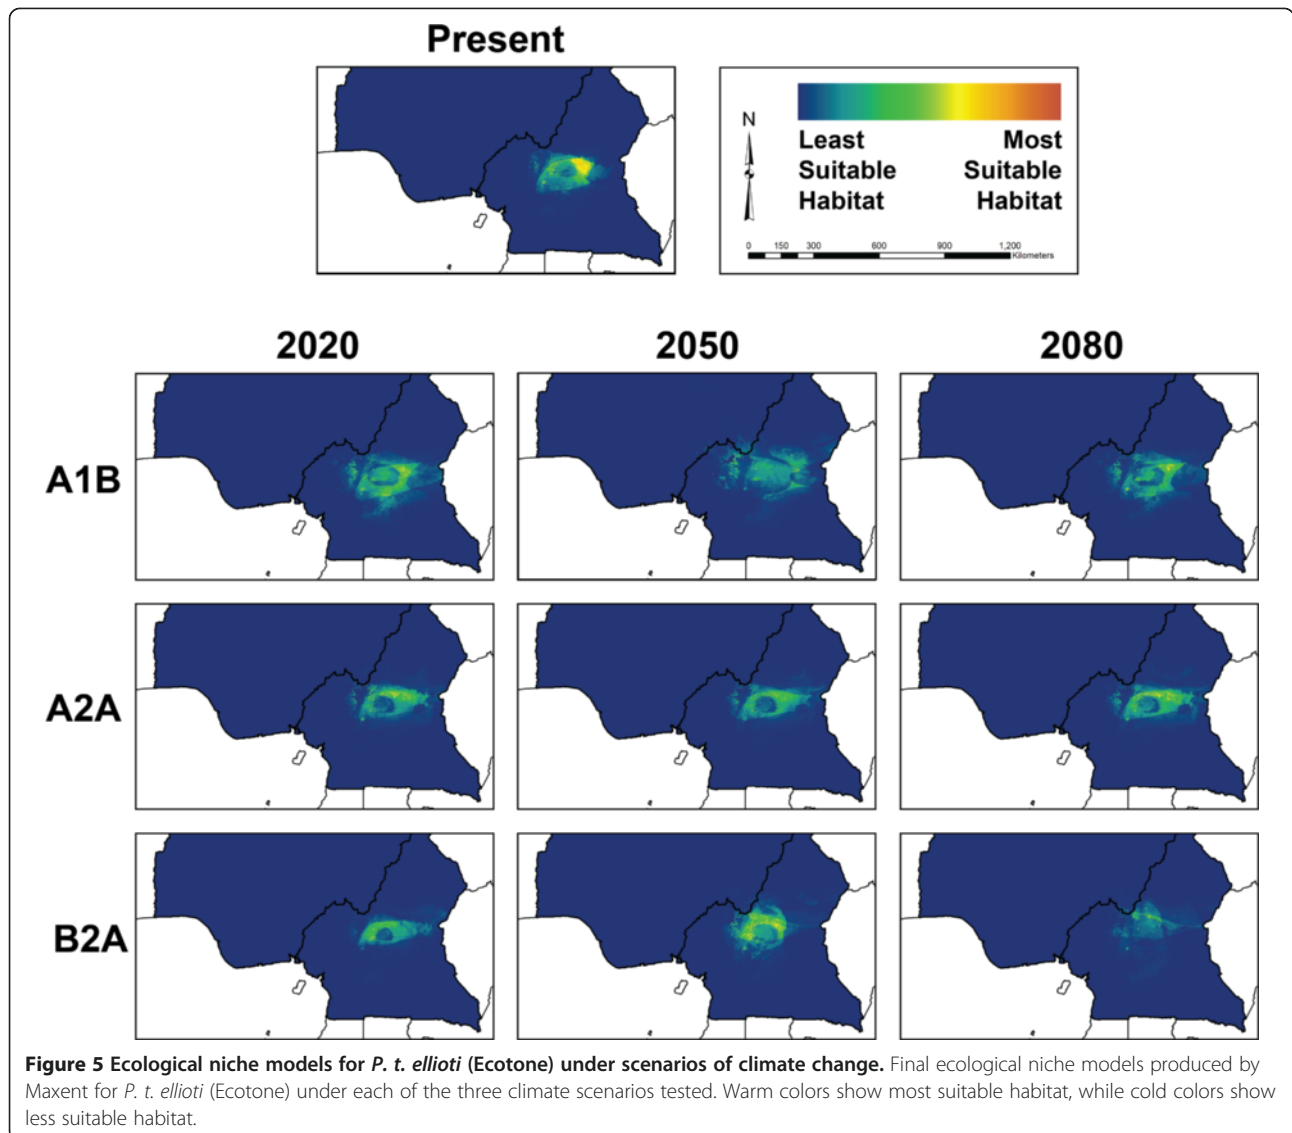 Present
N
Least
Suitable
Habitat
Most
Suitable
Habitat
0 150 300 600 900 1,200
Kilometers
2020 2050 2080
A1B
A2A
B2A
Figure 5 Ecological niche models for P. t. ellioti (Ecotone) under scenarios of climate change. Final ecological niche models produced by
Maxent for P. t. ellioti (Ecotone) under each of the three climate scenarios tested. Warm colors show most suitable habitat, while cold colors show
less suitable habitat.